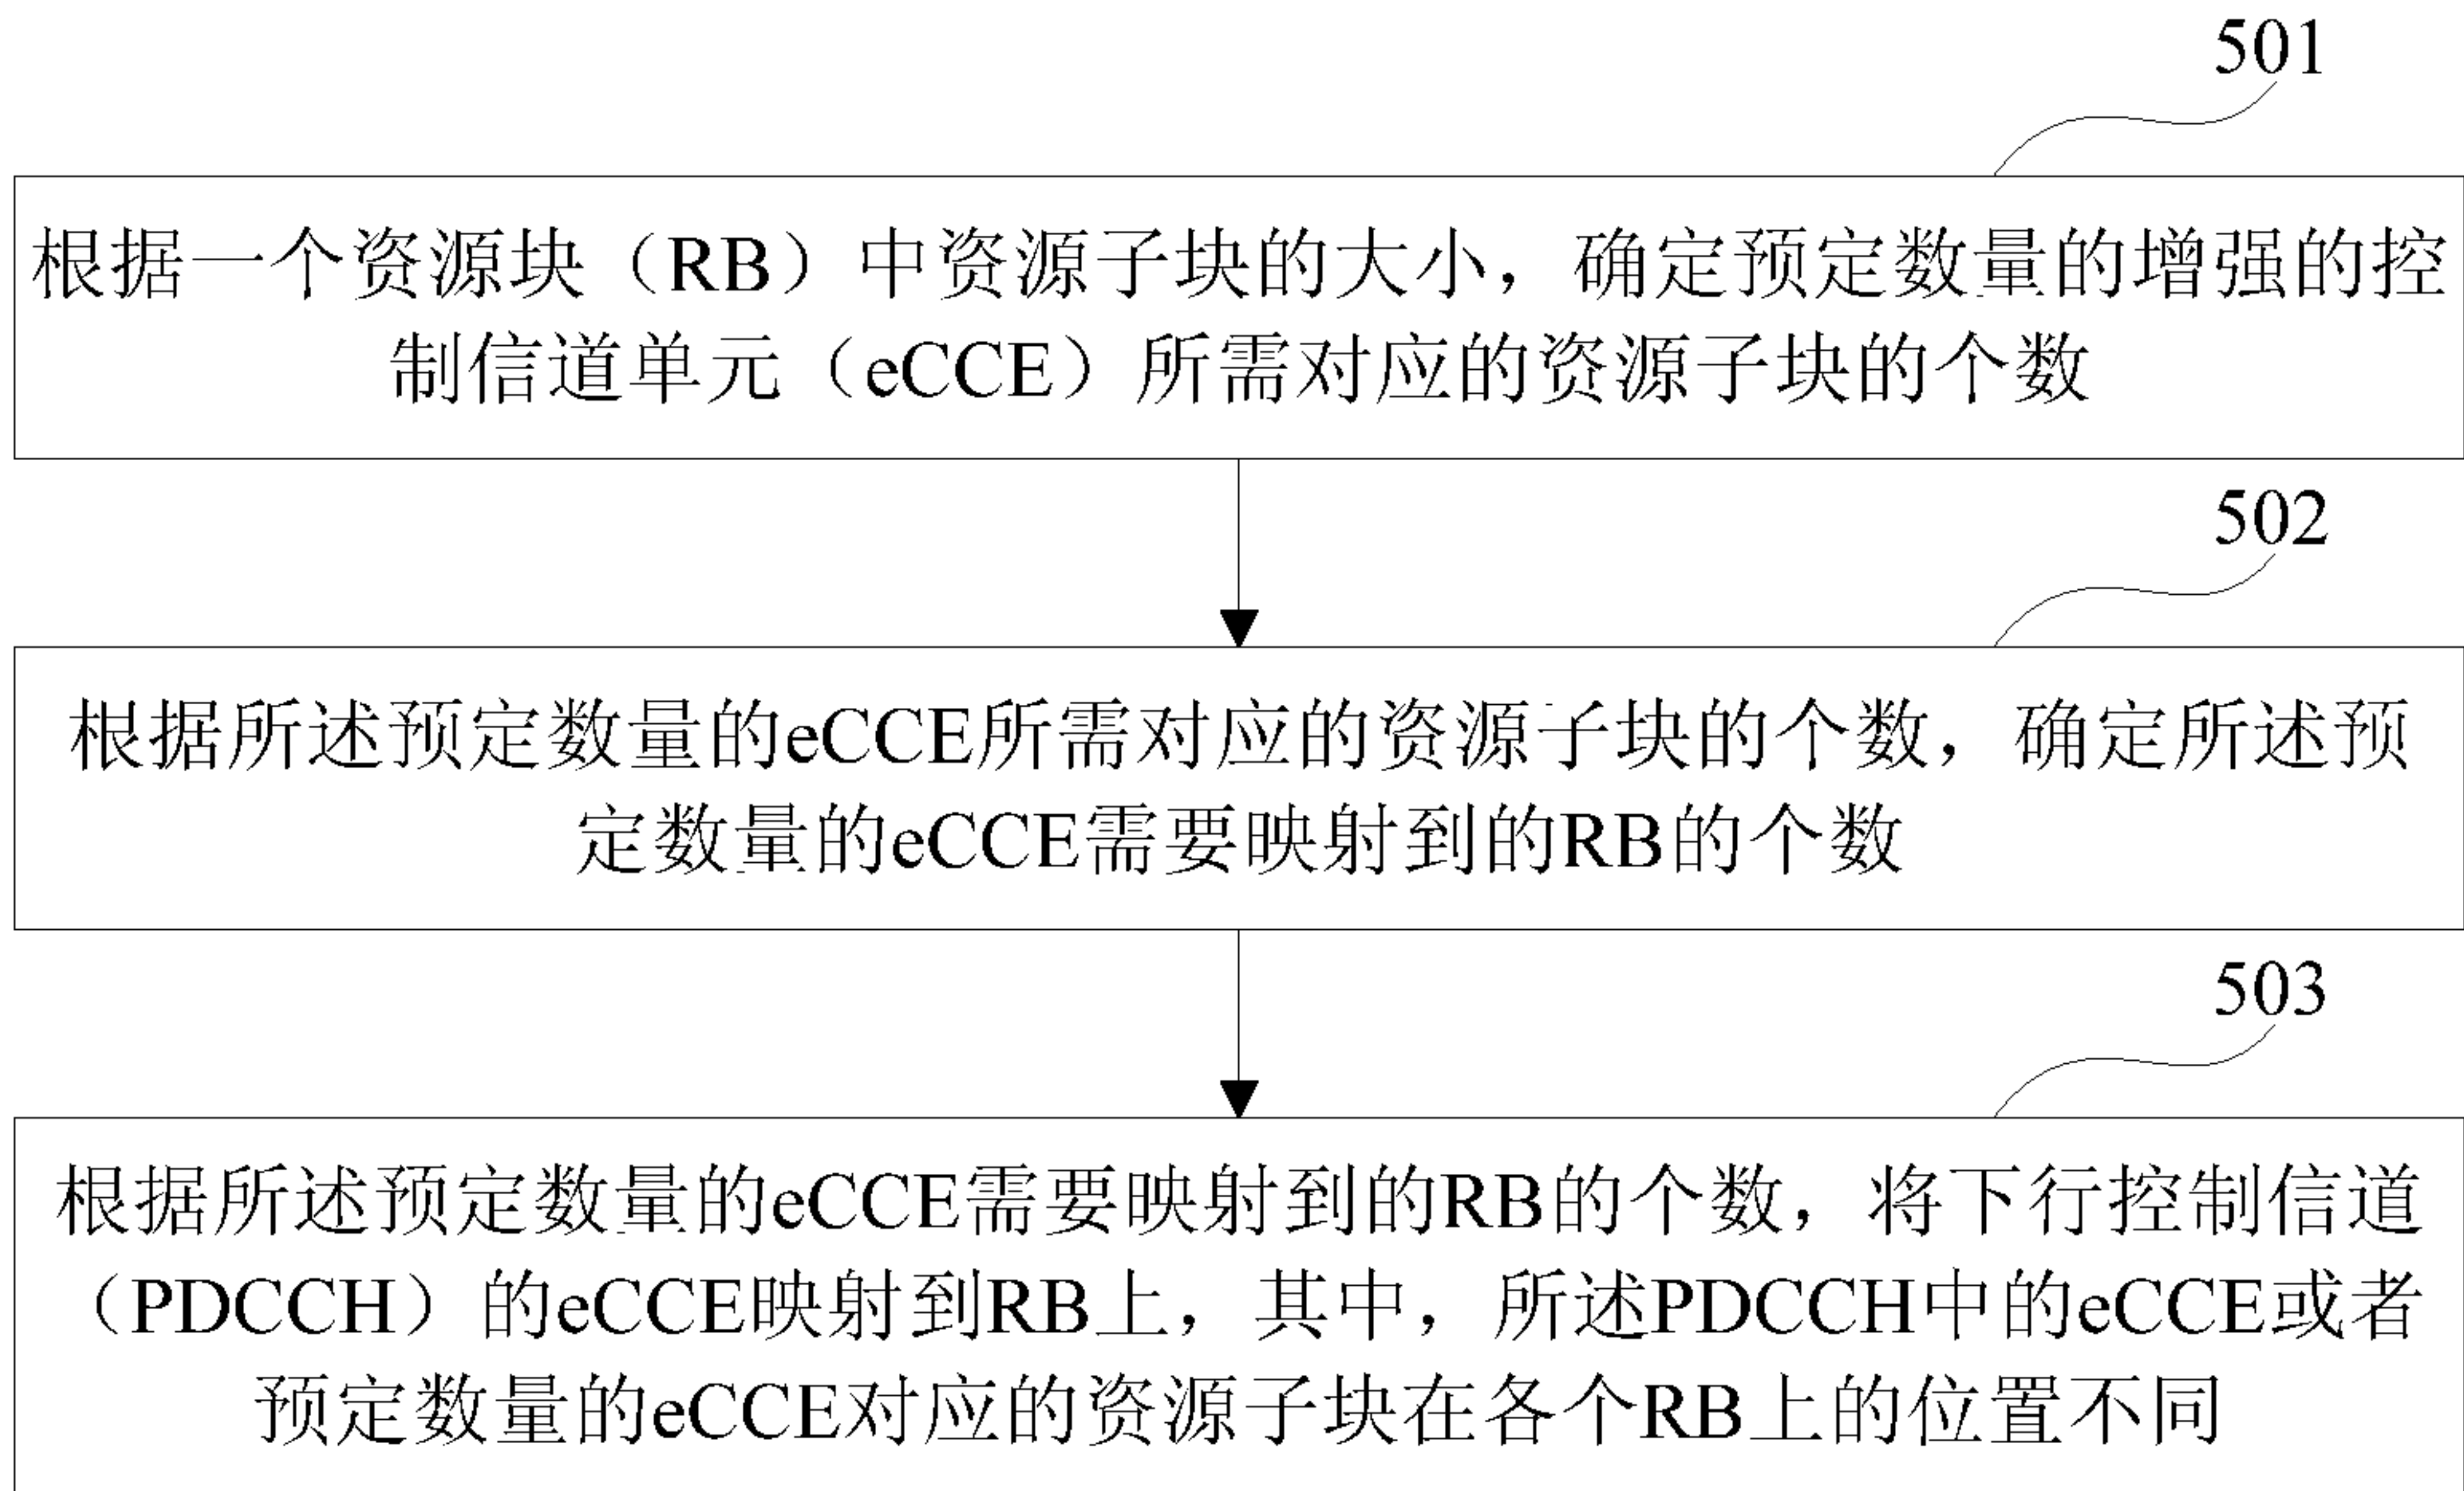 501
根据一个资源块（RB）中资源子块的大小，确定预定数量的增强的控
制信道单元（eCCE）所需对应的资源子块的个数
502
根据所述预定数量的eCCE所需对应的资源子块的个数，确定所述预
定数量的eCCE需要映射到的RB的个数
503
根据所述预定数量的eCCE需要映射到的RB的个数，将下行控制信道
（PDCCH）的eCCE映射到RB上，其中，所述PDCCH中的eCCE或者
预定数量的eCCE对应的资源子块在各个RB上的位置不同